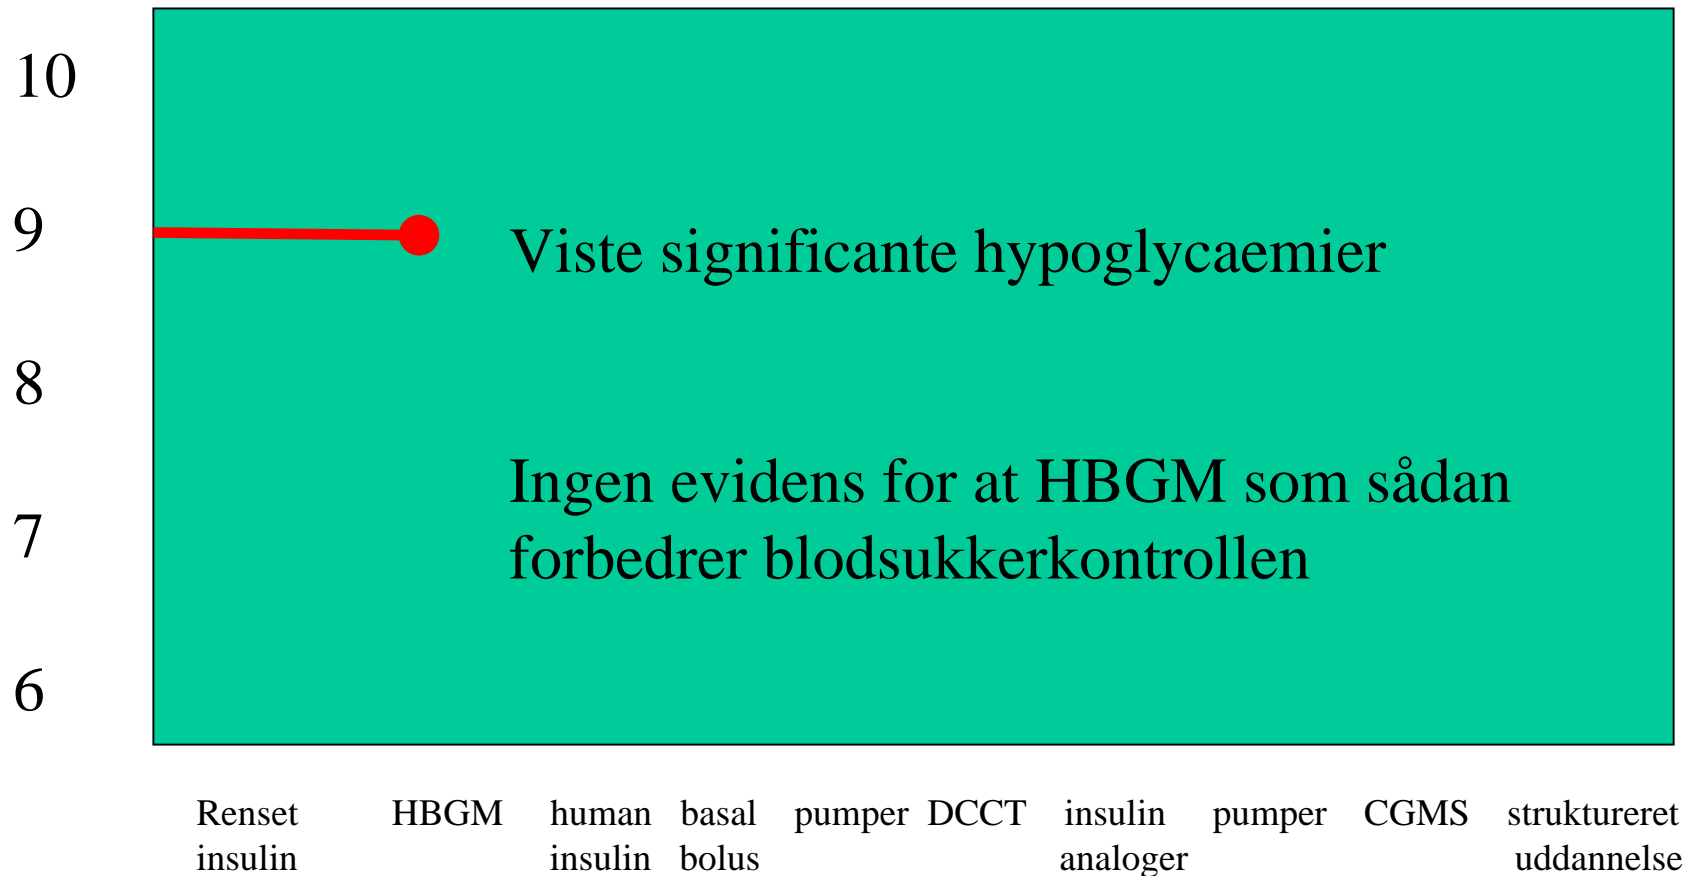 10
9
Viste significante hypoglycaemier
8
Ingen evidens for at HBGM som sådan
7
forbedrer blodsukkerkontrollen
6
Renset HBGM human basal pumper DCCT insulin pumper CGMS struktureret
insulin insulin bolus analoger uddannelse